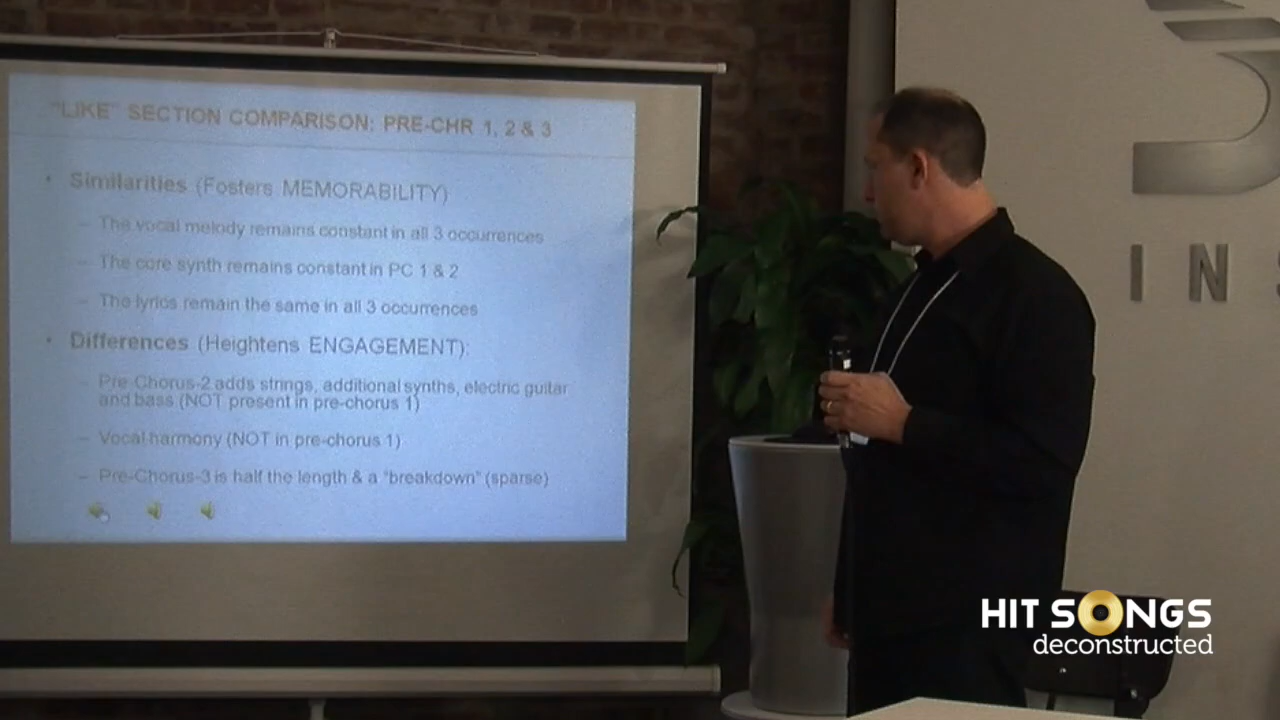 "LIKE" SECTION COMPARISON: PRE-CHR 1, 2 & 3
• Similarities (Fosters MEMORABILITY)
– The vocal melody remains constant in all 3 occurrences
– The core synth remains constant in PC 1 & 2
– The lyrics remain the same in all 3 occurrences
• Differences (Heightens ENGAGEMENT):
– Pre-Chorus-2 adds strings, additional synths, electric guitar
and bass (NOT present in pre-chorus 1)
– Vocal harmony (NOT in pre-chorus 1)
– Pre-Chorus-3 is half the length & a "breakdown" (sparse)
INS
HIT SONGS
deconstructed